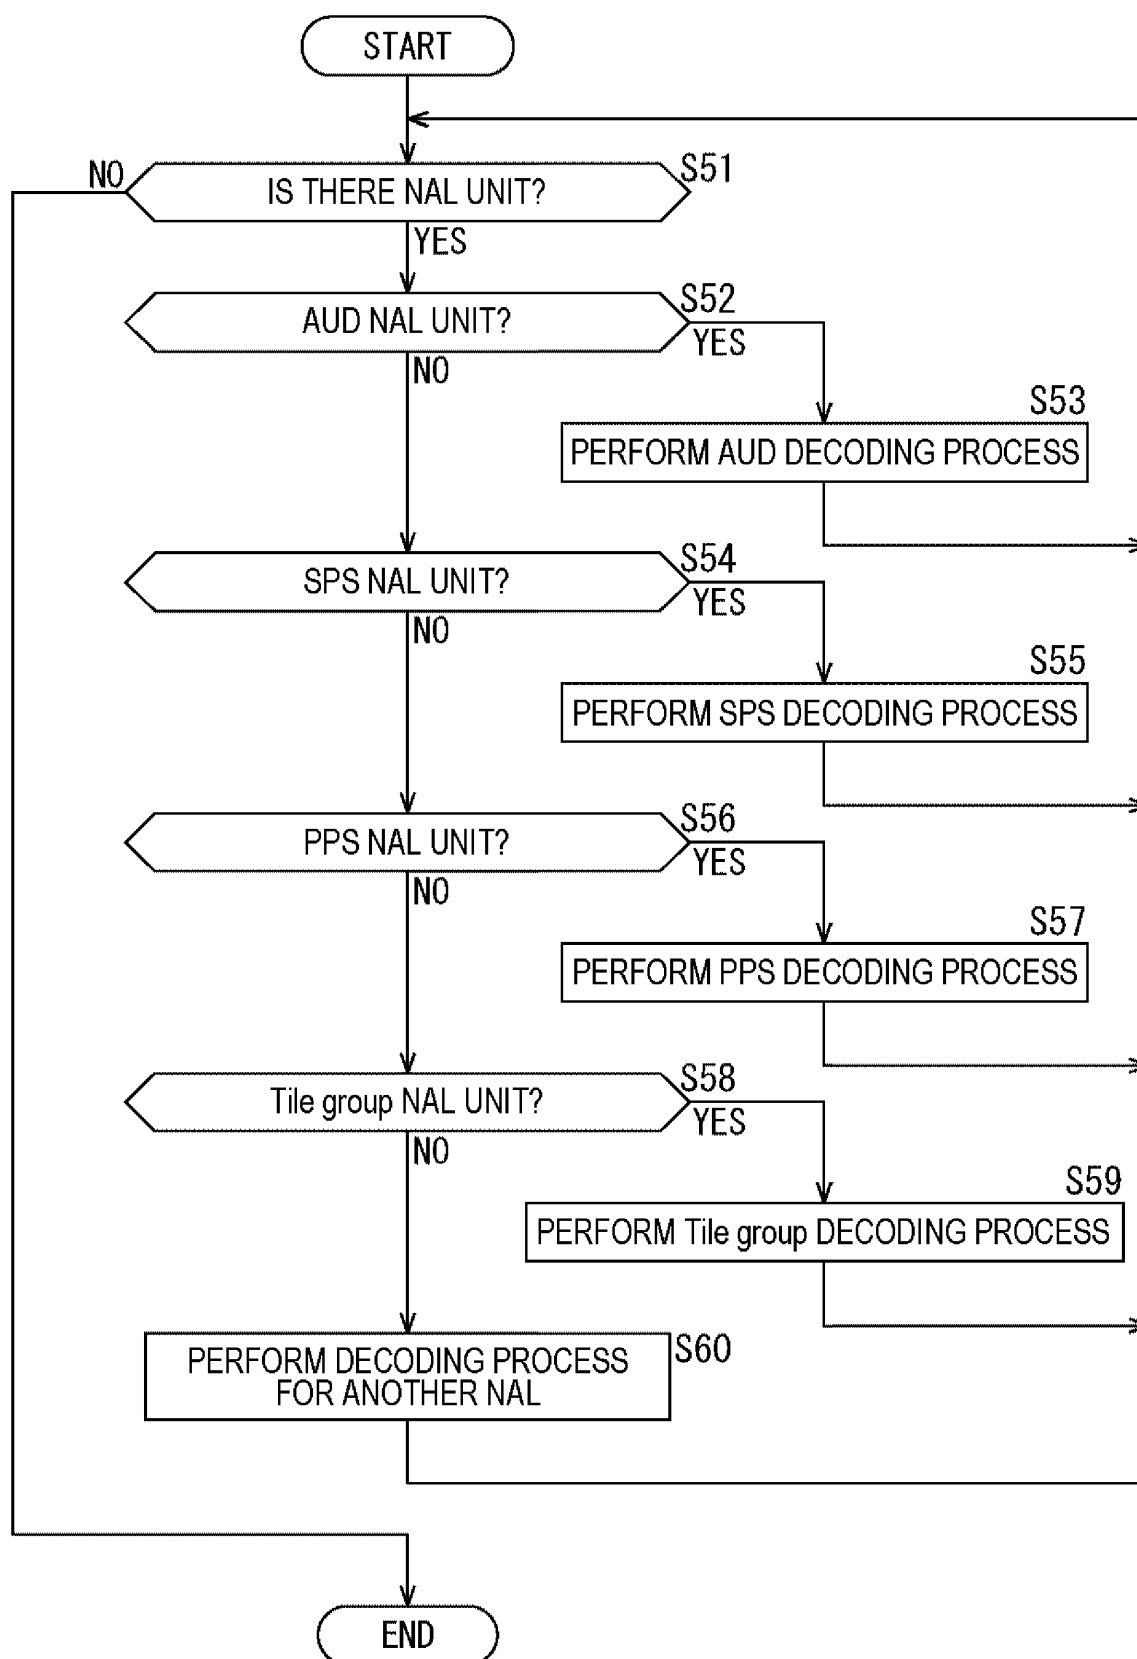 START
NO
IS THERE NAL UNIT?
S51
YES
AUD NAL UNIT?
S52
YES
NO
S53
PERFORM AUD DECODING PROCESS
SPS NAL UNIT?
S54
YES
NO
S55
PERFORM SPS DECODING PROCESS
PPS NAL UNIT?
S56
YES
NO
S57
PERFORM PPS DECODING PROCESS
Tile group NAL UNIT?
S58
YES
NO
S59
PERFORM Tile group DECODING PROCESS
S60
PERFORM DECODING PROCESS
FOR ANOTHER NAL
END